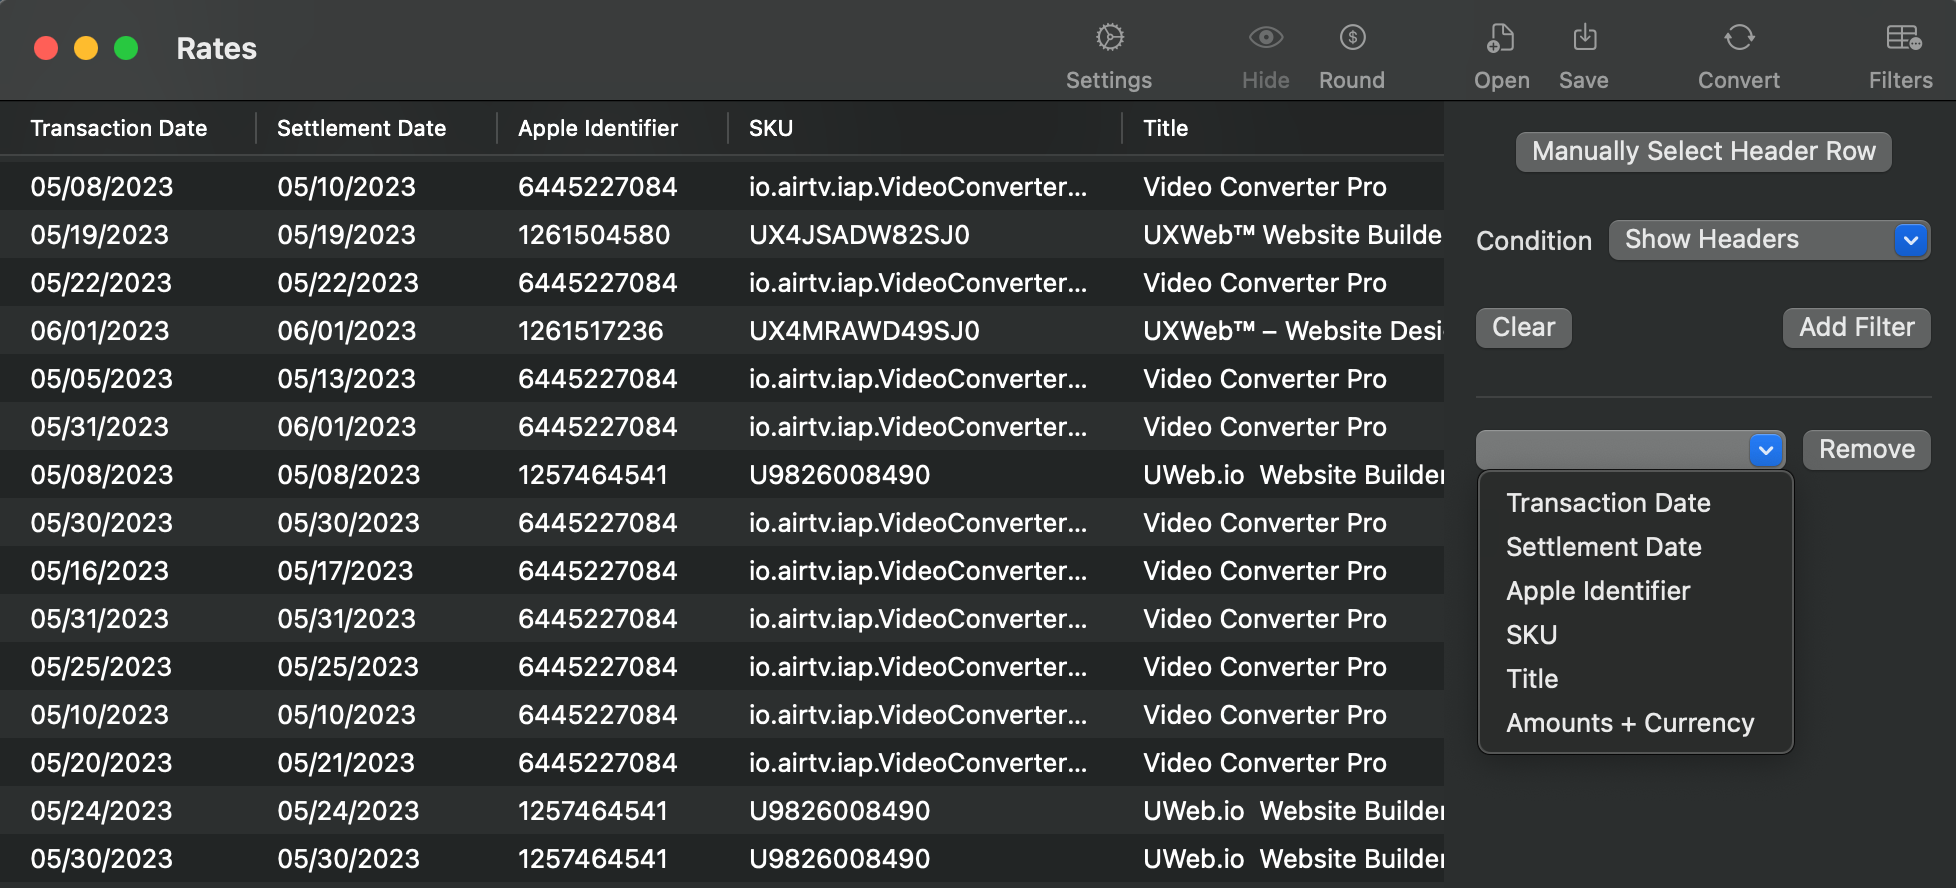 Rates
Settings Hide Round Open Save Convert Filters
Transaction Date Settlement Date Apple Identifier SKU Title
05/08/2023 05/10/2023 6445227084 io.airtv.iap.VideoConverter... Video Converter Pro
05/19/2023 05/19/2023 1261504580 UX4JSADW82SJ0 UXWeb™ Website Builde
05/22/2023 05/22/2023 6445227084 io.airtv.iap.VideoConverter... Video Converter Pro
06/01/2023 06/01/2023 1261517236 UX4MRAWD49SJ0 UXWeb™ – Website Desi
05/05/2023 05/13/2023 6445227084 io.airtv.iap.VideoConverter... Video Converter Pro
05/31/2023 06/01/2023 6445227084 io.airtv.iap.VideoConverter... Video Converter Pro
05/08/2023 05/08/2023 1257464541 U9826008490 UWeb.io Website Builder
05/30/2023 05/30/2023 6445227084 io.airtv.iap.VideoConverter... Video Converter Pro
05/16/2023 05/17/2023 6445227084 io.airtv.iap.VideoConverter... Video Converter Pro
05/31/2023 05/31/2023 6445227084 io.airtv.iap.VideoConverter... Video Converter Pro
05/25/2023 05/25/2023 6445227084 io.airtv.iap.VideoConverter... Video Converter Pro
05/10/2023 05/10/2023 6445227084 io.airtv.iap.VideoConverter... Video Converter Pro
05/20/2023 05/21/2023 6445227084 io.airtv.iap.VideoConverter... Video Converter Pro
05/24/2023 05/24/2023 1257464541 U9826008490 UWeb.io Website Builder
05/30/2023 05/30/2023 1257464541 U9826008490 UWeb.io Website Builder
Manually Select Header Row
Condition Show Headers
Clear Add Filter
Remove
Transaction Date
Settlement Date
Apple Identifier
SKU
Title
Amounts + Currency